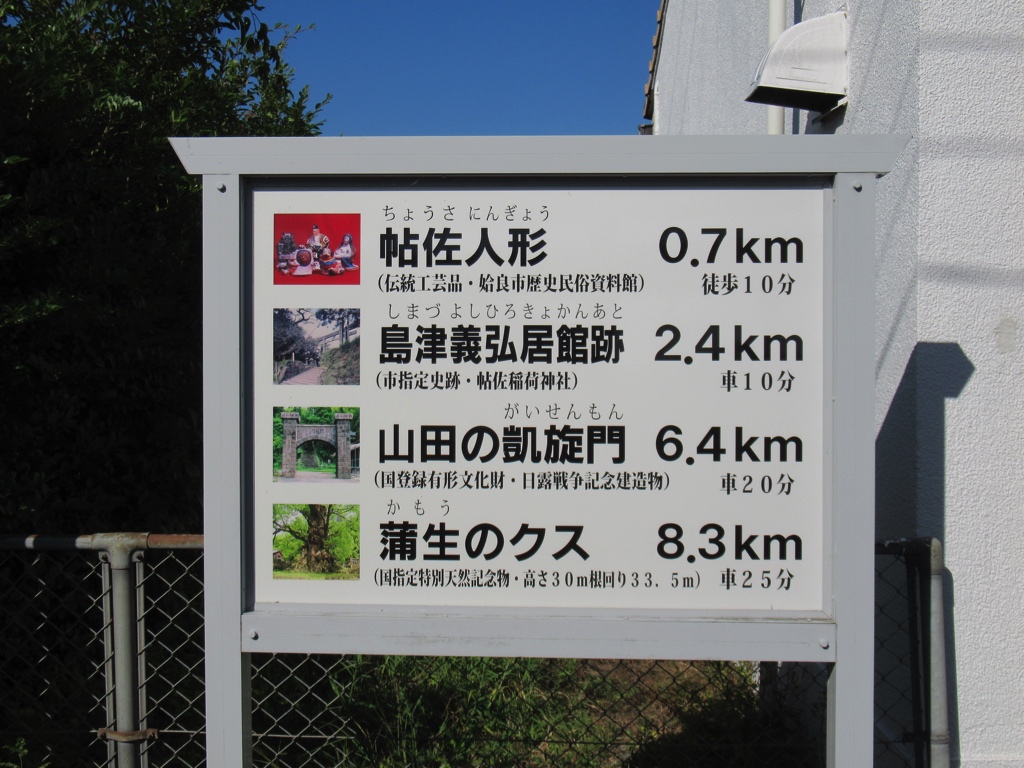 ちょうさ にんぎょう
帖佐人形 0.7km
(伝統工芸品・姶良市歴史民俗資料館) 徒歩10分
しまづ よしひろきょかんあと
島津義弘居館跡 2.4km
(市指定史跡・帖佐稲荷神社) 車10分
がいせんもん
山田の凱旋門 6.4km
(国登録有形文化財・日露戦争記念建造物) 車20分
かもう
蒲生のクス 8.3km
(国指定特別天然記念物・高さ30m根回り33.5m) 車25分